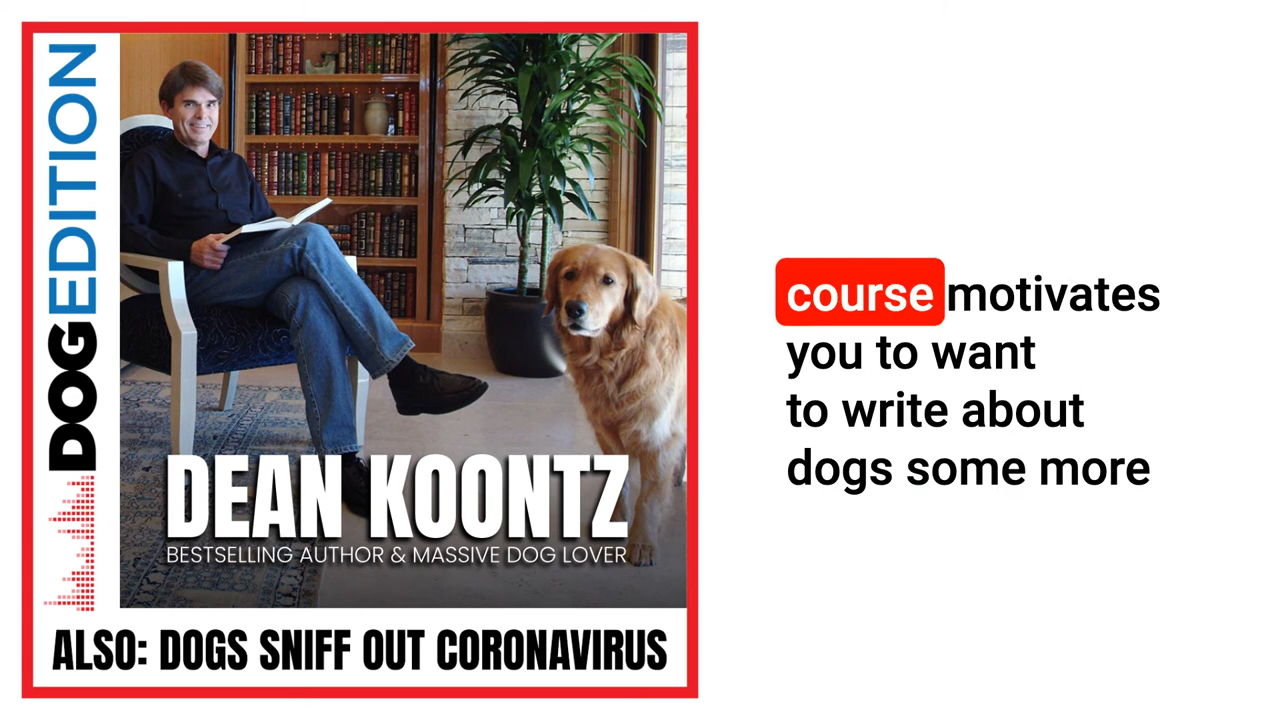 DOGEDITION
DEAN KOONTZ
BESTSELLING AUTHOR & MASSIVE DOG LOVER
ALSO: DOGS SNIFF OUT CORONAVIRUS
course motivates
you to want
to write about
dogs some more